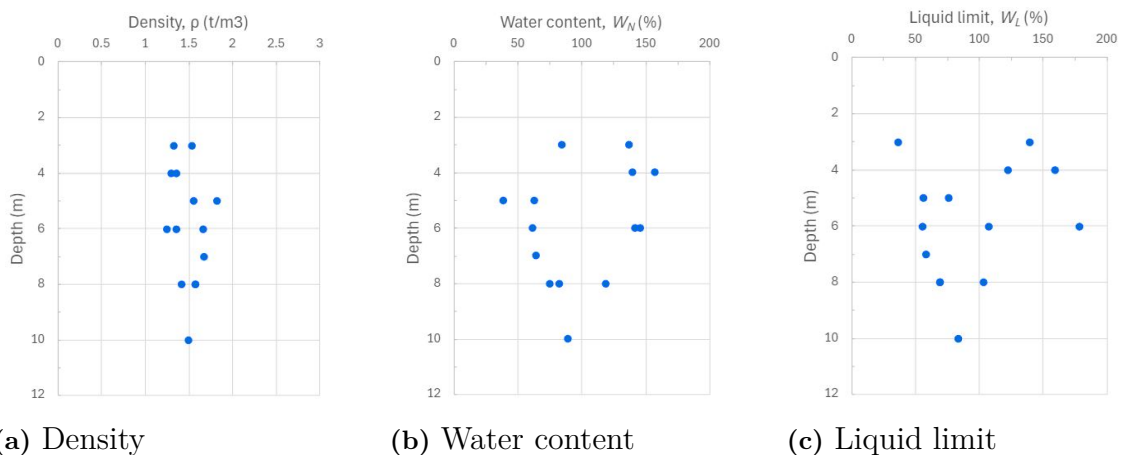 Density, ρ (t/m3)
0 0.5 1 1.5 2 2.5 3
0
2
4
6
8
10
12
Depth (m)
(a) Density
Water content, W_N (%)
0 50 100 150 200
0
2
4
6
8
10
12
Depth (m)
(b) Water content
Liquid limit, W_L (%)
0 50 100 150 200
0
2
4
6
8
10
12
Depth (m)
(c) Liquid limit